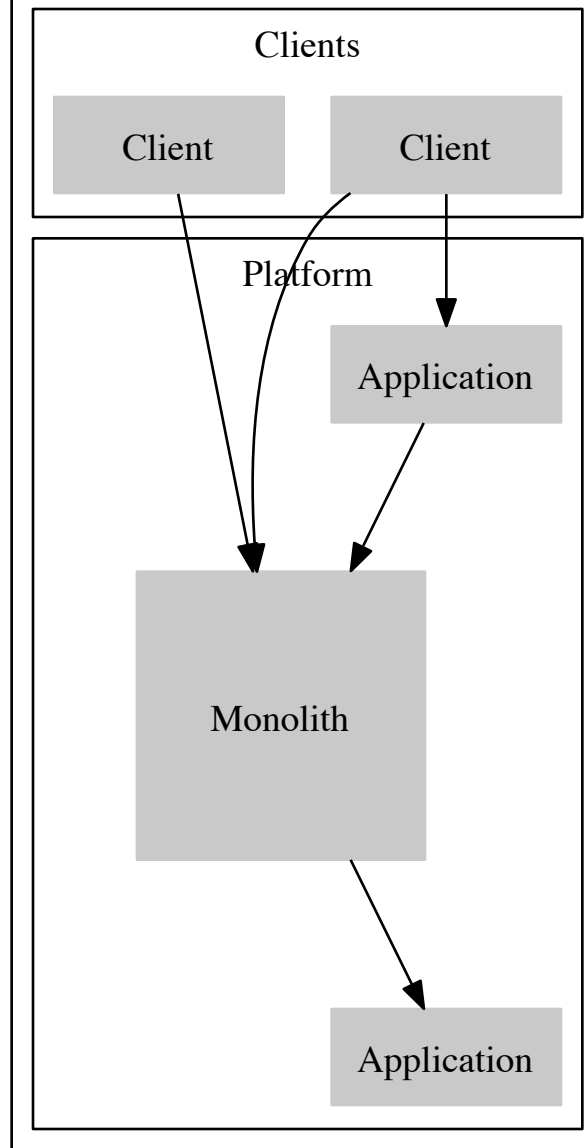 Clients
Client
Client
Platform
Application
Monolith
Application